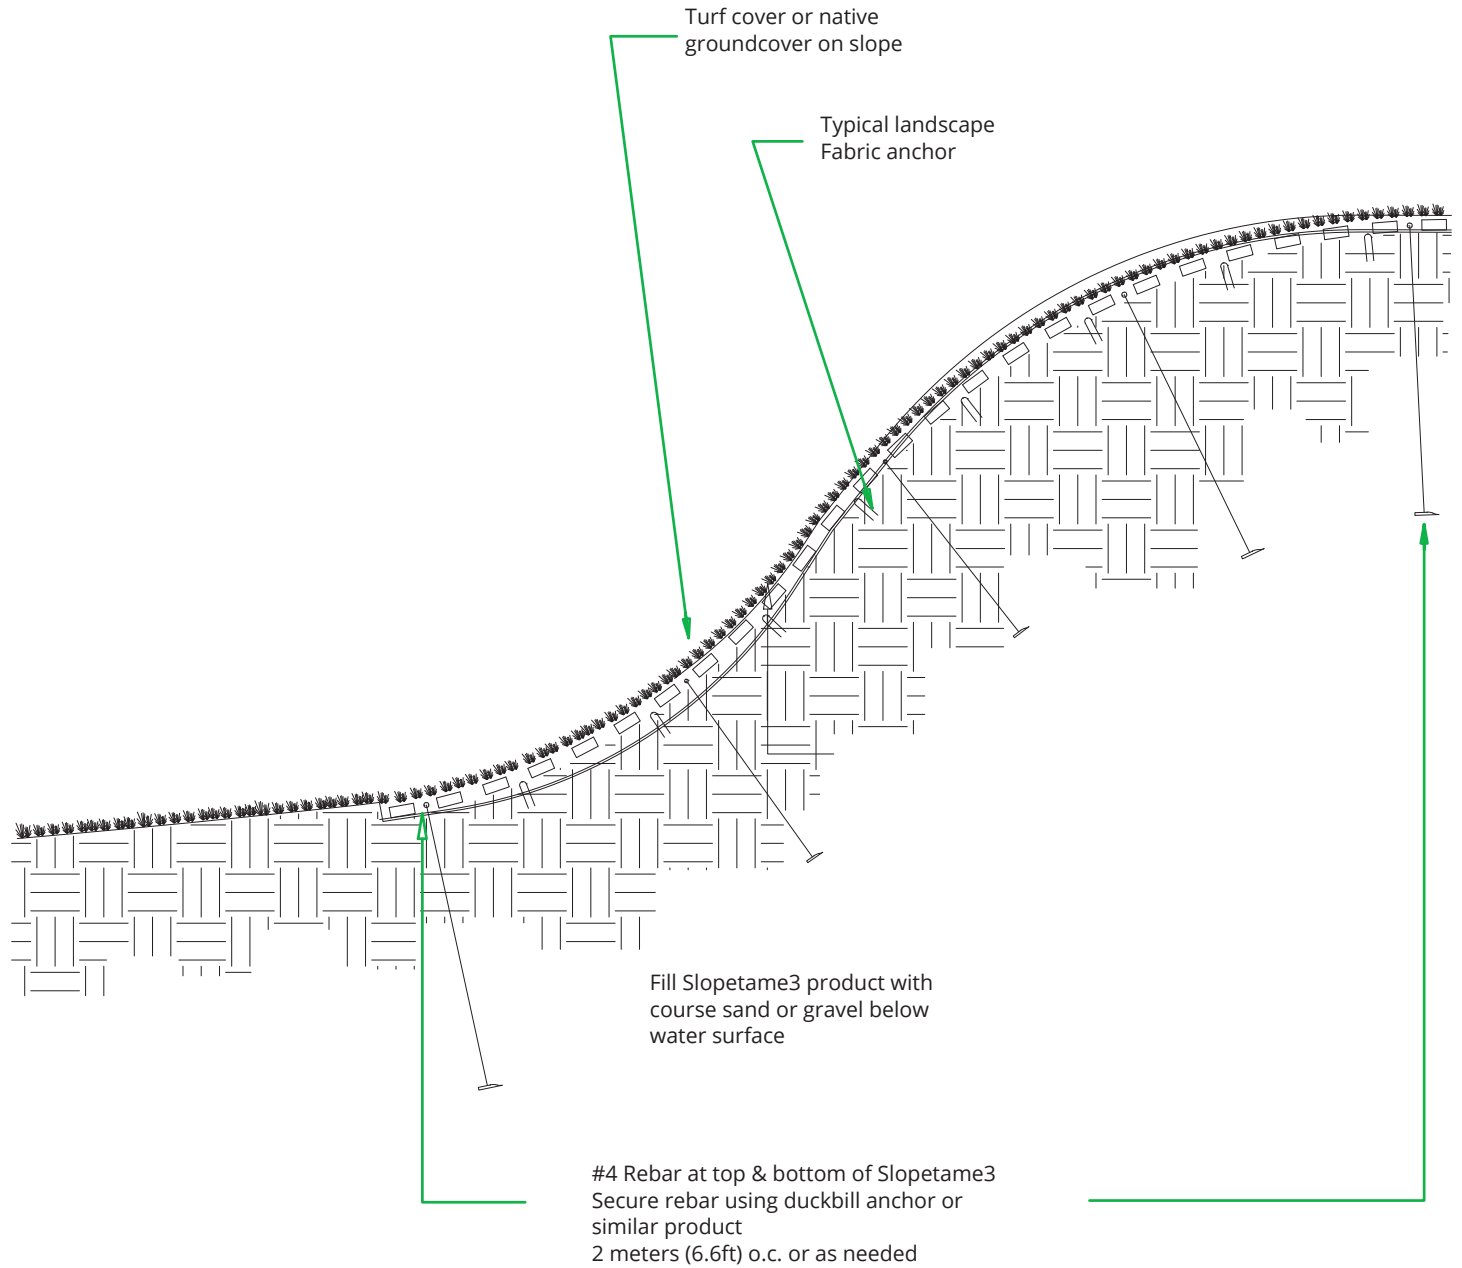 Turf cover or native
groundcover on slope
Typical landscape
Fabric anchor
Fill Slopetame3 product with
course sand or gravel below
water surface
#4 Rebar at top & bottom of Slopetame3
Secure rebar using duckbill anchor or
similar product
2 meters (6.6ft) o.c. or as needed